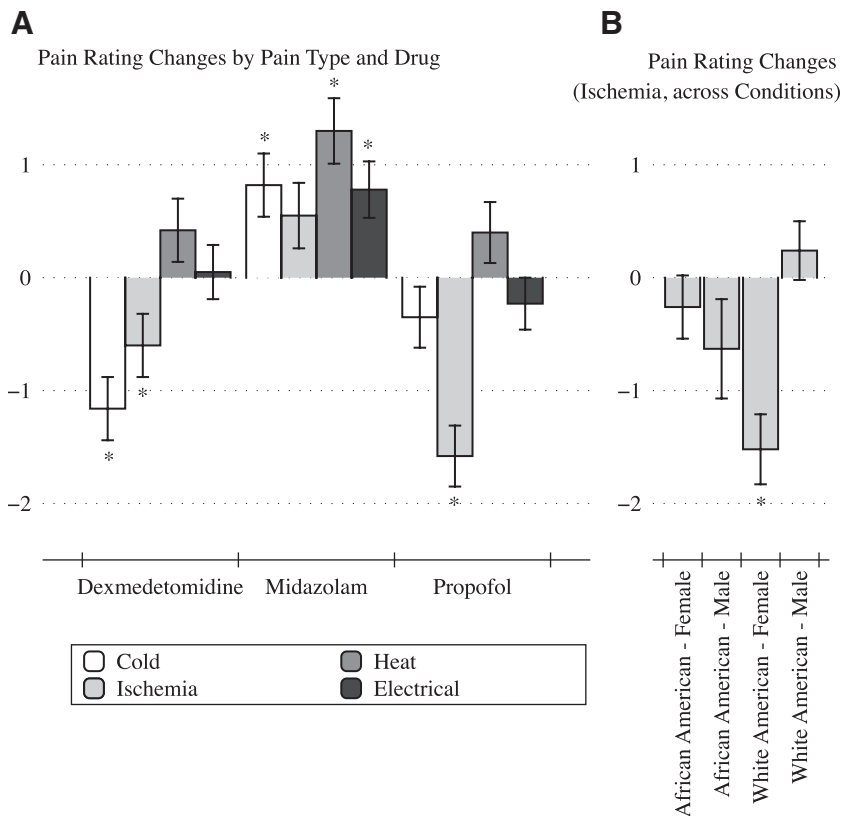 A
Pain Rating Changes by Pain Type and Drug
*
*
*
1
0
−1
*
*
−2
*
Dexmedetomidine Midazolam Propofol
Cold Heat
Ischemia Electrical
B
Pain Rating Changes
(Ischemia, across Conditions)
1
0
−1
−2
*
African American - Female
African American - Male
White American - Female
White American - Male